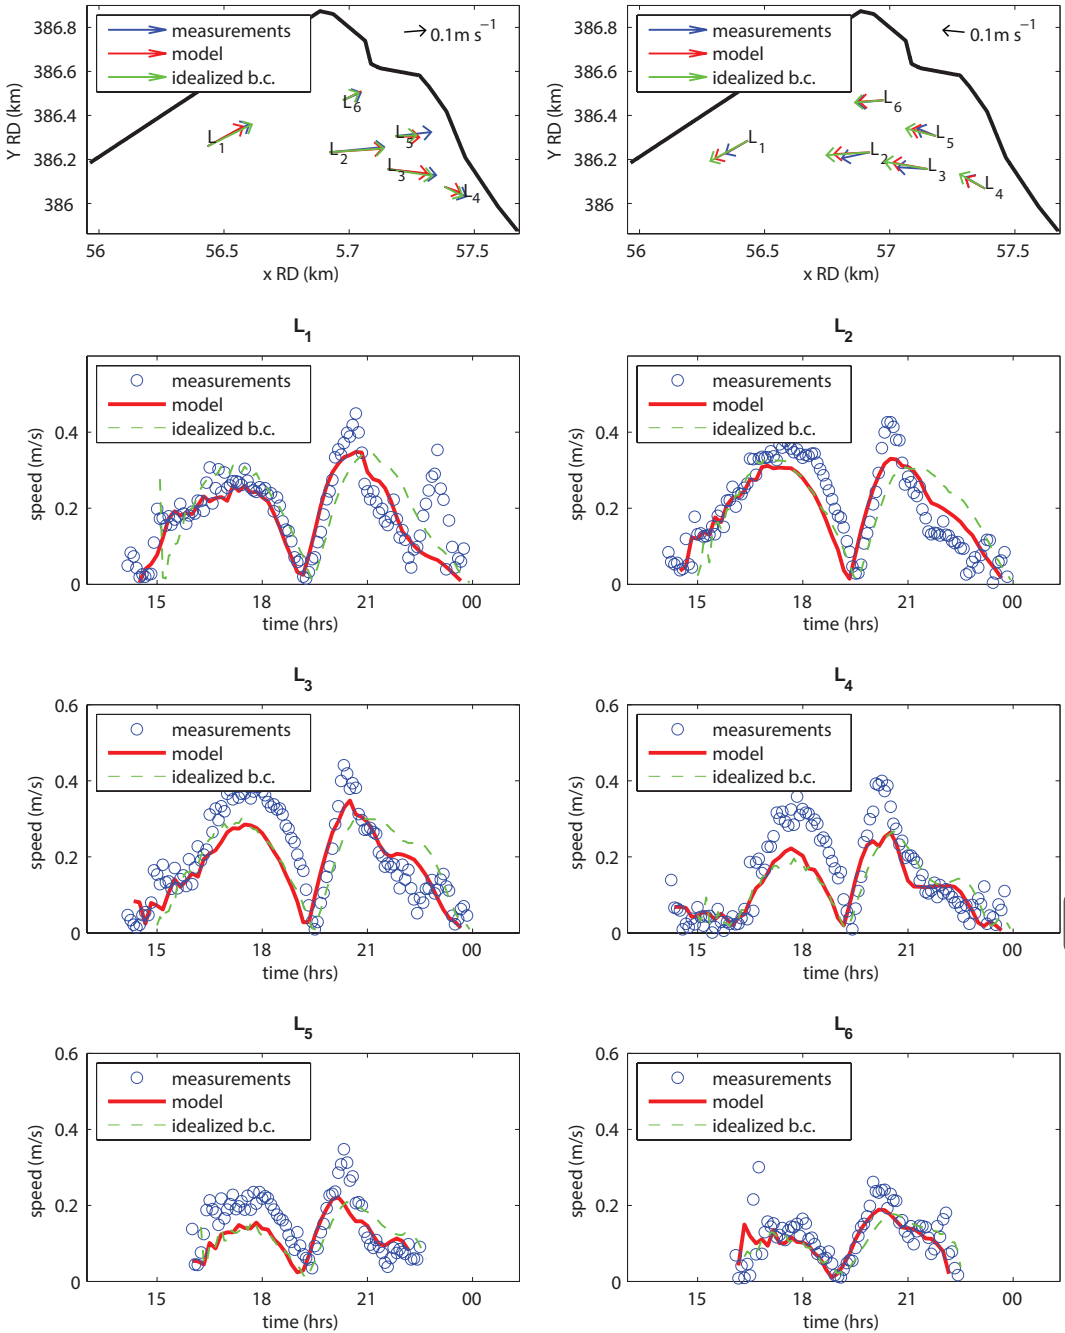 386.8
386.6
386.4
386.2
386
Y RD (km)
measurements
model
idealized b.c.
0.1m s⁻¹
L6
L1
L2
L5
L3
L4
56
56.5
5.7
57.5
x RD (km)
386.8
386.6
386.4
386.2
386
Y RD (km)
measurements
model
idealized b.c.
0.1m s⁻¹
L6
L5
L1
L2
L3
L4
56
56.5
57
57.5
x RD (km)
L1
measurements
model
idealized b.c.
0.4
0.2
0
speed (m/s)
15
18
21
00
time (hrs)
L2
measurements
model
idealized b.c.
0.4
0.2
0
speed (m/s)
15
18
21
00
time (hrs)
L3
0.6
measurements
model
idealized b.c.
0.4
0.2
0
speed (m/s)
15
18
21
00
time (hrs)
L4
0.6
measurements
model
idealized b.c.
0.4
0.2
0
speed (m/s)
15
18
21
00
time (hrs)
L5
0.6
measurements
model
idealized b.c.
0.4
0.2
0
speed (m/s)
15
18
21
00
time (hrs)
L6
0.6
measurements
model
idealized b.c.
0.4
0.2
0
speed (m/s)
15
18
21
00
time (hrs)